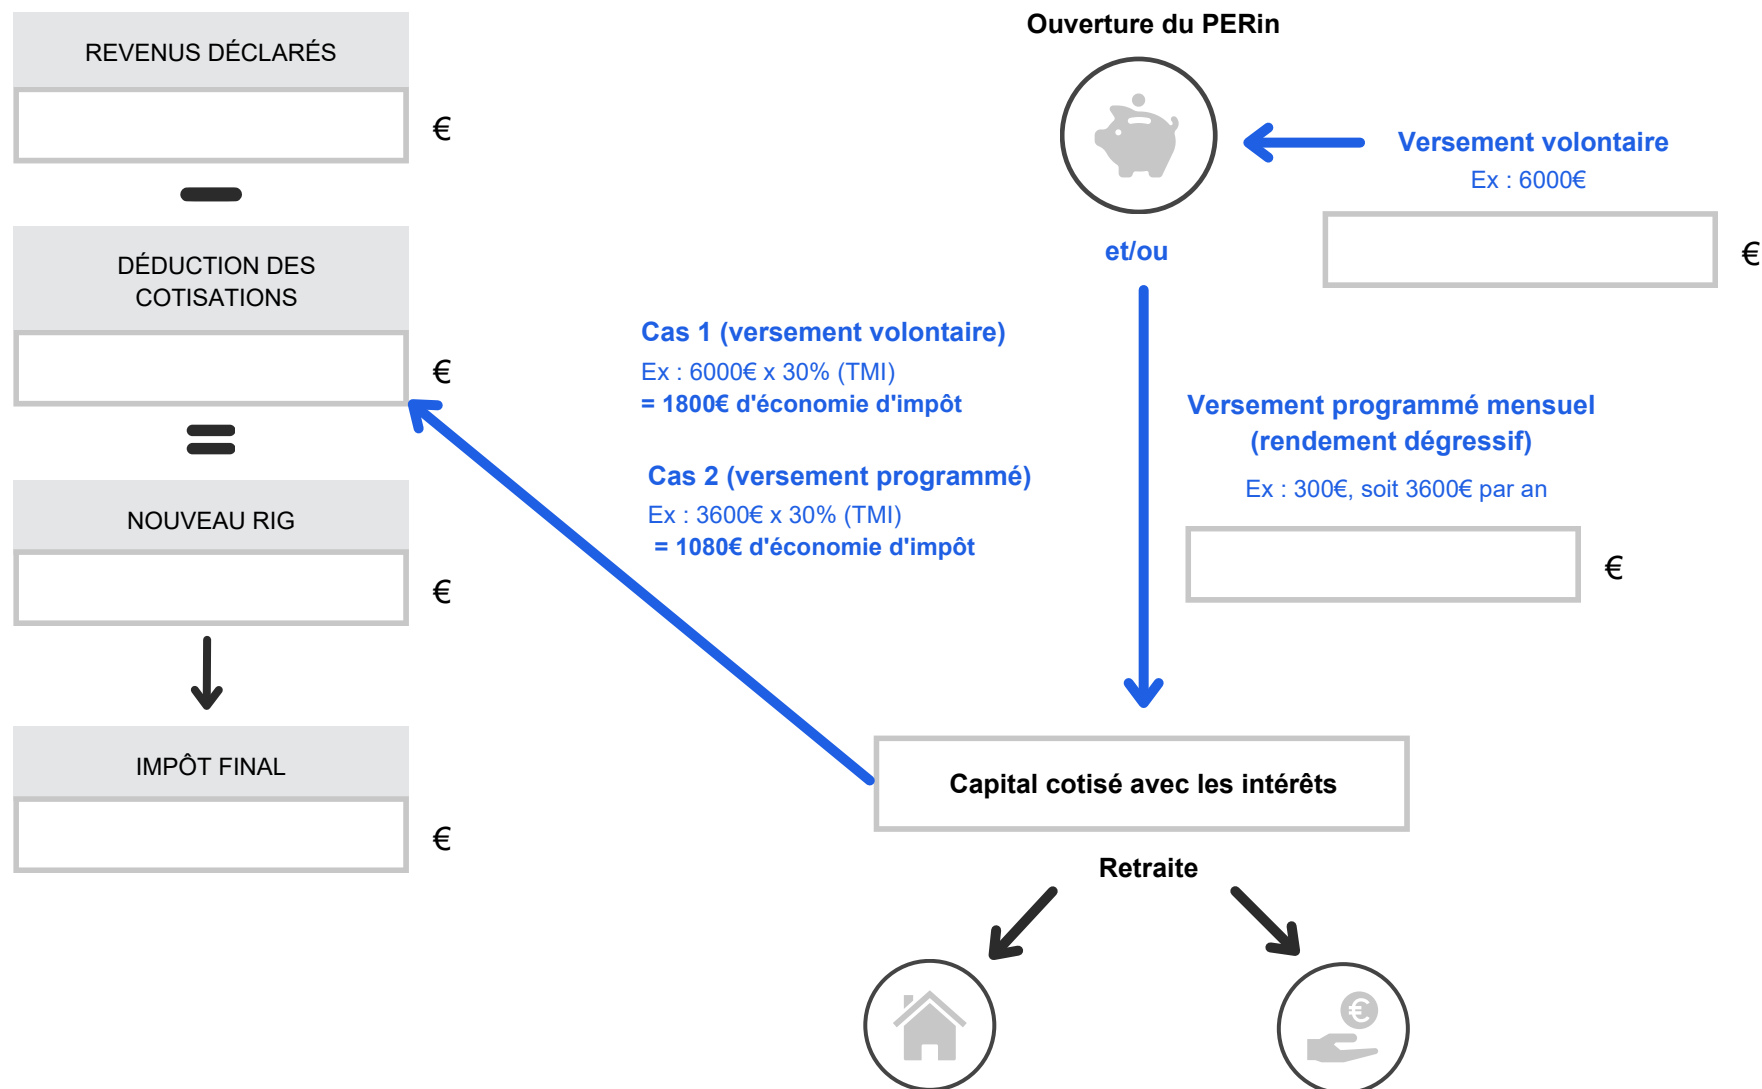 REVENUS DÉCLARÉS
€
DÉDUCTION DES
COTISATIONS
€
NOUVEAU RIG
€
IMPÔT FINAL
€
Ouverture du PERin
Versement volontaire
Ex : 6000€
€
et/ou
Cas 1 (versement volontaire)
Ex : 6000€ x 30% (TMI)
= 1800€ d'économie d'impôt
Cas 2 (versement programmé)
Ex : 3600€ x 30% (TMI)
= 1080€ d'économie d'impôt
Versement programmé mensuel
(rendement dégressif)
Ex : 300€, soit 3600€ par an
€
Capital cotisé avec les intérêts
Retraite
€